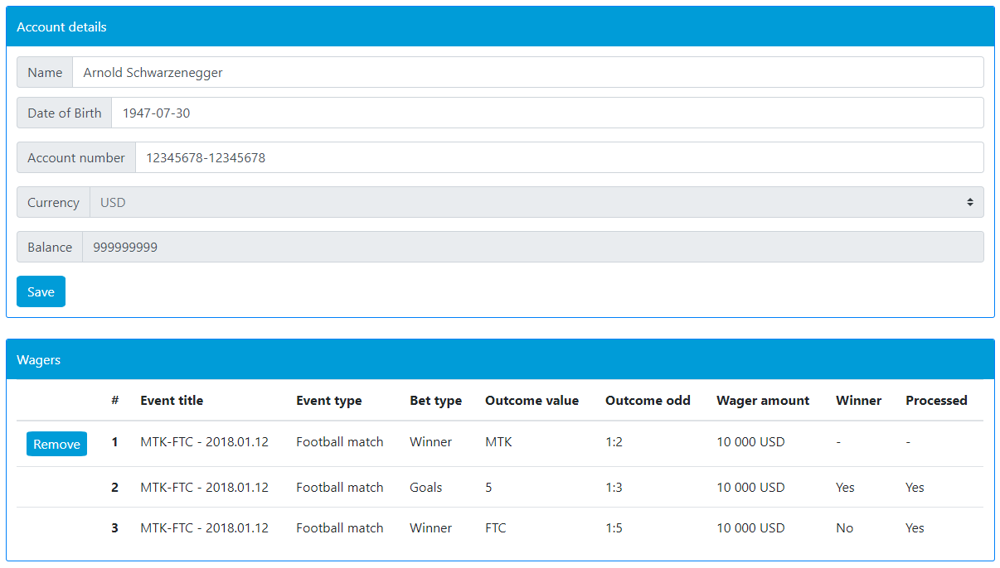 Account details
Name Arnold Schwarzenegger
Date of Birth 1947-07-30
Account number 12345678-12345678
Currency USD
Balance 999999999
Save
Wagers
# Event title Event type Bet type Outcome value Outcome odd Wager amount Winner Processed
Remove 1 MTK-FTC - 2018.01.12 Football match Winner MTK 1:2 10 000 USD - -
2 MTK-FTC - 2018.01.12 Football match Goals 5 1:3 10 000 USD Yes Yes
3 MTK-FTC - 2018.01.12 Football match Winner FTC 1:5 10 000 USD No Yes